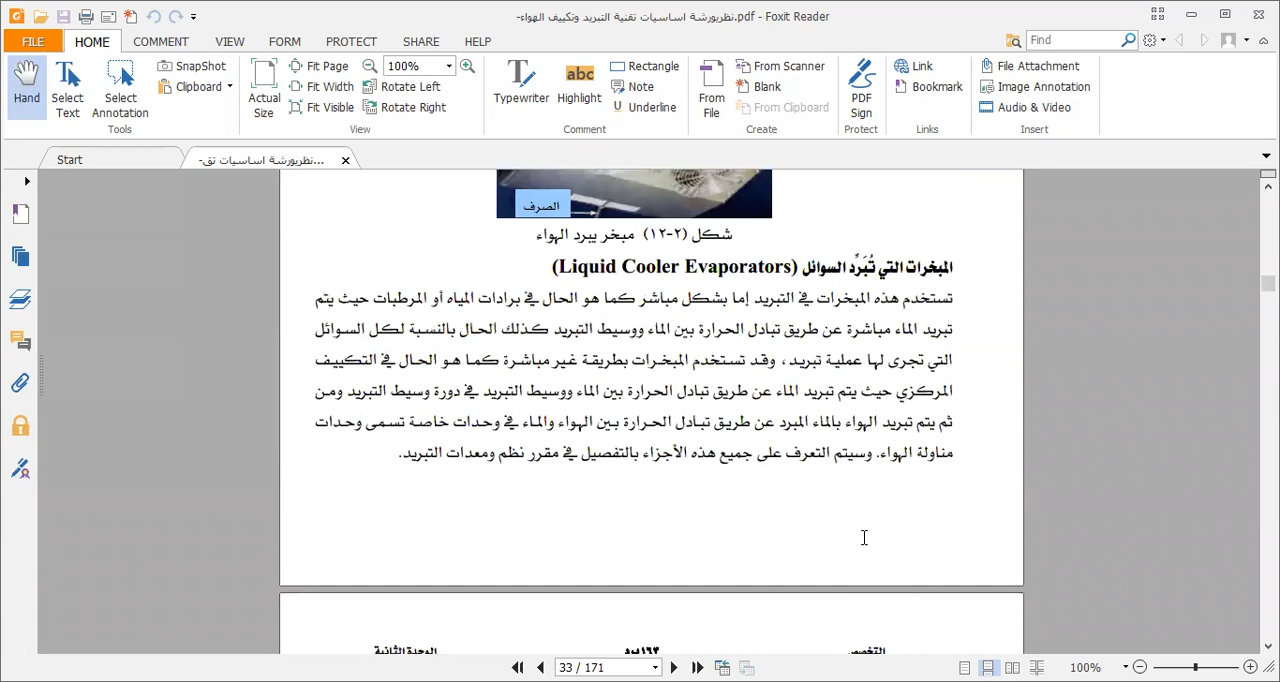 -نظريورشة اساسيات تقنية التبريد وتكييف الهواء.pdf - Foxit Reader
FILE HOME COMMENT VIEW FORM PROTECT SHARE HELP
Find
Hand
Select Text
Select Annotation
SnapShot
Clipboard
Tools
Actual Size
Fit Page
Fit Width
Fit Visible
100%
Rotate Left
Rotate Right
View
Typewriter
abc
Highlight
Rectangle
Note
Underline
Comment
From File
From Scanner
Blank
From Clipboard
Create
PDF Sign
Protect
Link
Bookmark
Links
File Attachment
Image Annotation
Audio & Video
Insert
Start
-نظريورشة اساسيات تق...
الصرف
شكل (٢-١٢) مبخر يبرد الهواء
المبخرات التي تُبَرِّد السوائل (Liquid Cooler Evaporators)
تستخدم هذه المبخرات في التبريد إما بشكل مباشر كما هو الحال في برادات المياه أو المرطبات حيث يتم
تبريد الماء مباشرة عن طريق تبادل الحرارة بين الماء ووسيط التبريد كذلك الحال بالنسبة لكل السوائل
التي تجرى لها عملية تبريد، وقد تستخدم المبخرات بطريقة غير مباشرة كما هو الحال في التكييف
المركزي حيث يتم تبريد الماء عن طريق تبادل الحرارة بين الماء ووسيط التبريد في دورة وسيط التبريد ومن
ثم يتم تبريد الهواء بالماء المبرد عن طريق تبادل الحرارة بين الهواء والماء في وحدات خاصة تسمى وحدات
مناولة الهواء. وسيتم التعرف على جميع هذه الأجزاء بالتفصيل في مقرر نظم ومعدات التبريد.
التخصص ١٦٣ برد الوحدة الثانية
33 / 171
100%